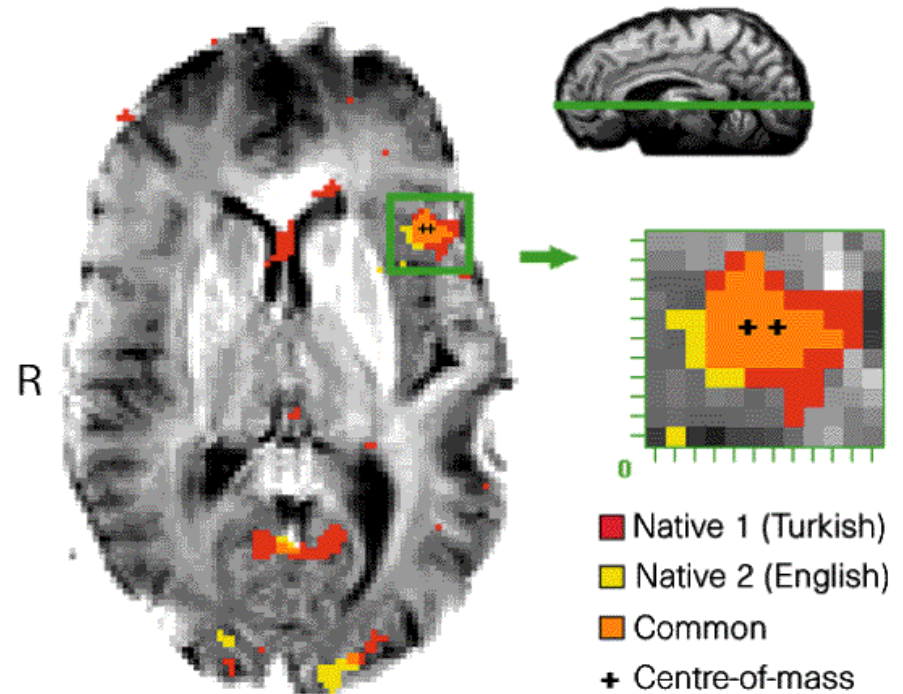 R
0
Native 1 (Turkish)
Native 2 (English)
Common
Centre-of-mass